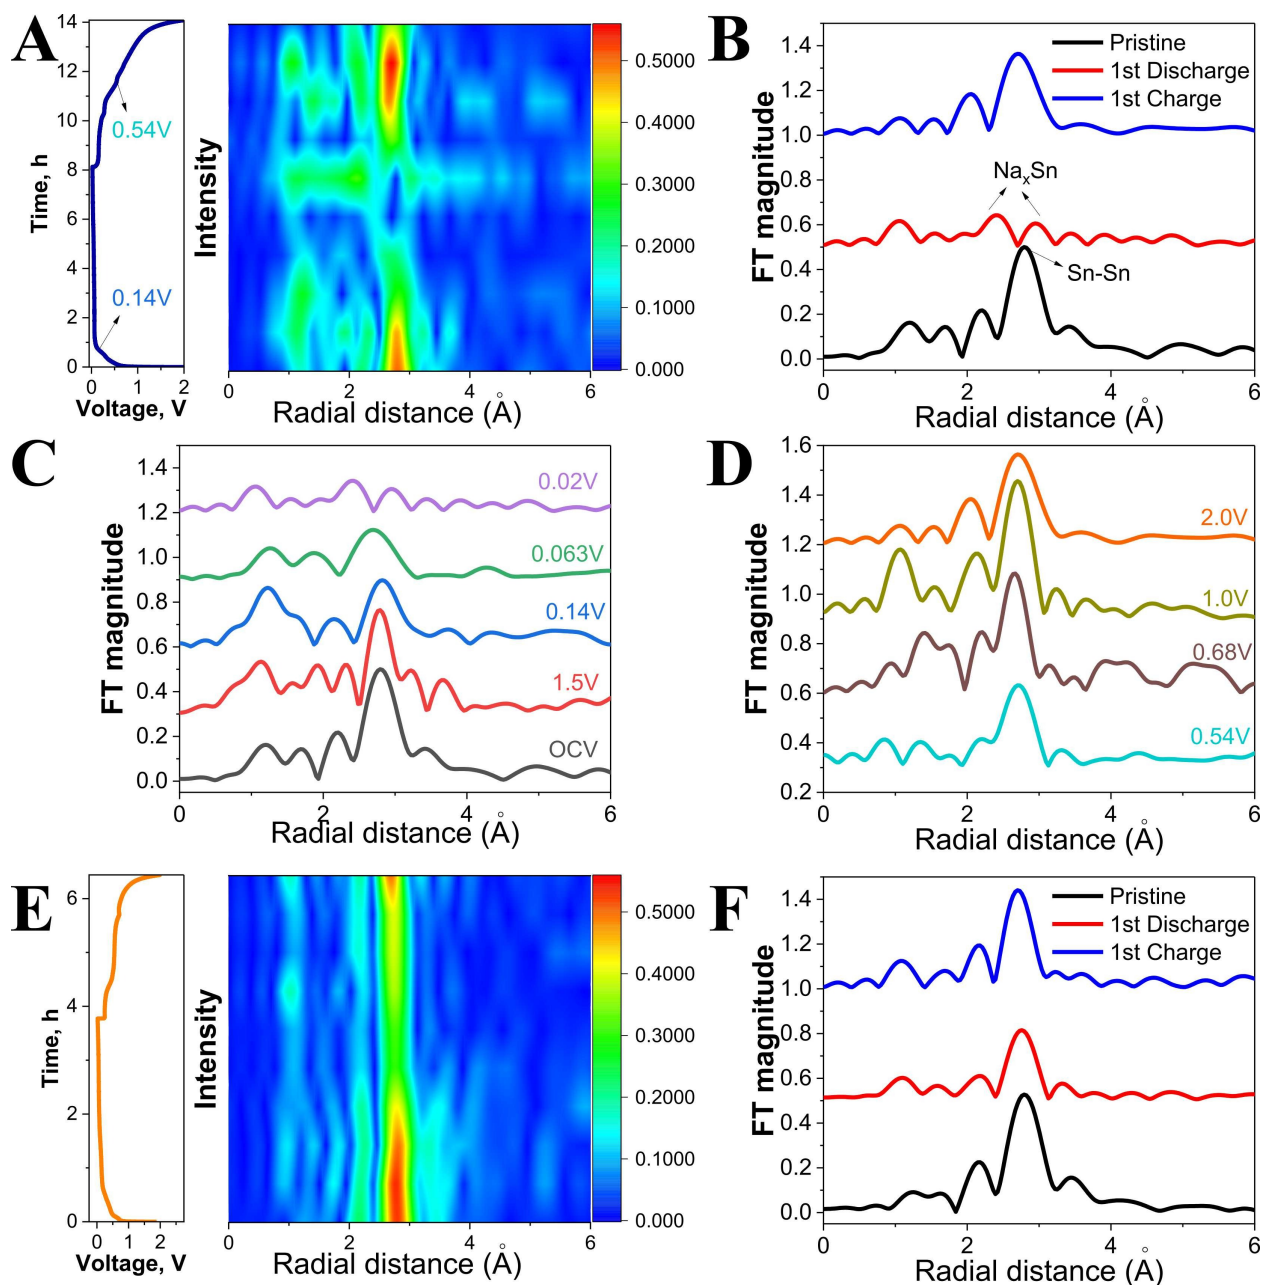 A
14
12
10
8
6
4
2
0
Time, h
0.54V
0.14V
0 1 2
Voltage, V
Intensity
0 2 4 6
Radial distance (Å)
0.5000
0.4000
0.3000
0.2000
0.1000
0.000
B
1.4
1.2
1.0
0.8
0.6
0.4
0.2
0.0
FT magnitude
Pristine
1st Discharge
1st Charge
NaxSn
Sn-Sn
0 2 4 6
Radial distance (Å)
C
1.4
1.2
1.0
0.8
0.6
0.4
0.2
0.0
FT magnitude
0.02V
0.063V
0.14V
1.5V
OCV
0 2 4 6
Radial distance (Å)
D
1.6
1.4
1.2
1.0
0.8
0.6
0.4
0.2
FT magnitude
2.0V
1.0V
0.68V
0.54V
0 2 4 6
Radial distance (Å)
E
6
4
2
0
Time, h
0 1 2
Voltage, V
Intensity
0 2 4 6
Radial distance (Å)
0.5000
0.4000
0.3000
0.2000
0.1000
0.000
F
1.4
1.2
1.0
0.8
0.6
0.4
0.2
0.0
FT magnitude
Pristine
1st Discharge
1st Charge
0 2 4 6
Radial distance (Å)